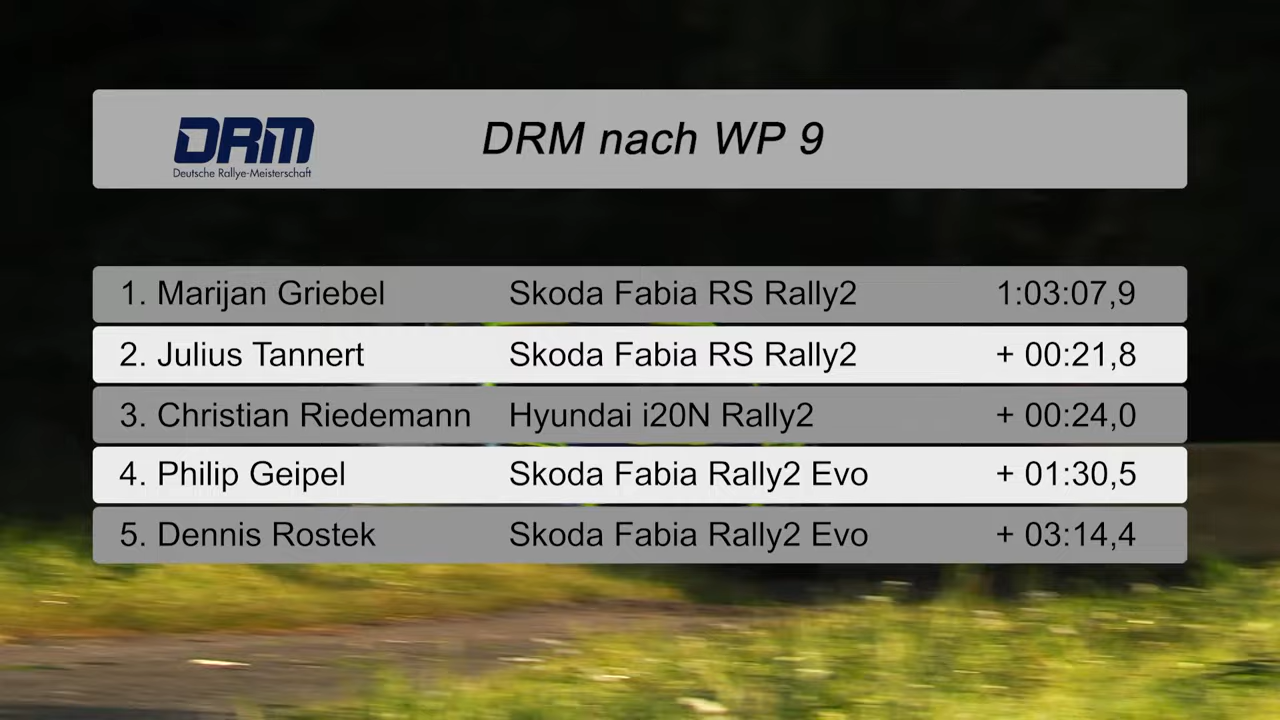 DRM
Deutsche Rallye-Meisterschaft
DRM nach WP 9
1. Marijan Griebel Skoda Fabia RS Rally2 1:03:07,9
2. Julius Tannert Skoda Fabia RS Rally2 + 00:21,8
3. Christian Riedemann Hyundai i20N Rally2 + 00:24,0
4. Philip Geipel Skoda Fabia Rally2 Evo + 01:30,5
5. Dennis Rostek Skoda Fabia Rally2 Evo + 03:14,4